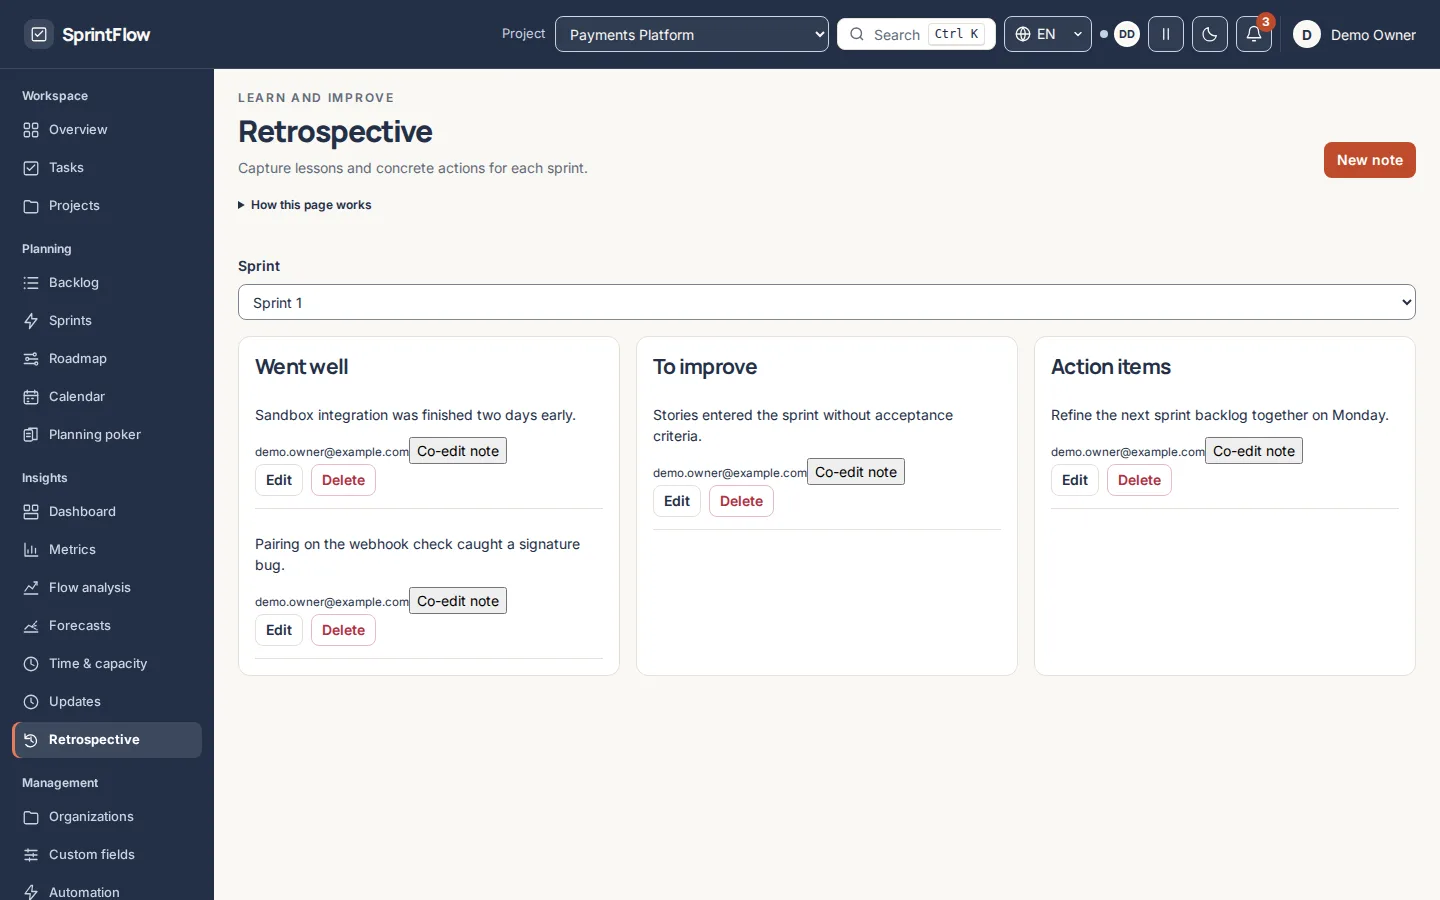 SprintFlow
Project
Payments Platform
Search Ctrl K
EN
DD
3
D
Demo Owner
Workspace
Overview
Tasks
Projects
Planning
Backlog
Sprints
Roadmap
Calendar
Planning poker
Insights
Dashboard
Metrics
Flow analysis
Forecasts
Time & capacity
Updates
Retrospective
Management
Organizations
Custom fields
Automation
LEARN AND IMPROVE
Retrospective
Capture lessons and concrete actions for each sprint.
How this page works
New note
Sprint
Sprint 1
Went well
Sandbox integration was finished two days early.
demo.owner@example.com Co-edit note
Edit Delete
Pairing on the webhook check caught a signature
bug.
demo.owner@example.com Co-edit note
Edit Delete
To improve
Stories entered the sprint without acceptance
criteria.
demo.owner@example.com Co-edit note
Edit Delete
Action items
Refine the next sprint backlog together on Monday.
demo.owner@example.com Co-edit note
Edit Delete